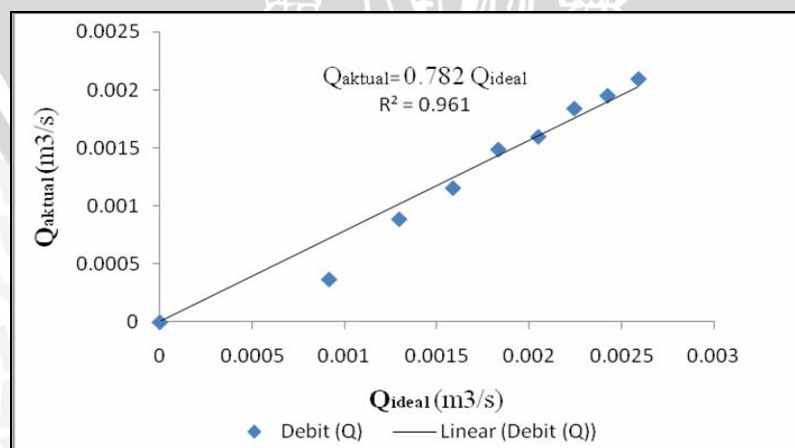 Qaktual= 0.782 Qideal
R² = 0.961
Qaktual (m3/s)
0.0025
0.002
0.0015
0.001
0.0005
0
0 0.0005 0.001 0.0015 0.002 0.0025 0.003
Qideal (m3/s)
Debit (Q) Linear (Debit (Q))